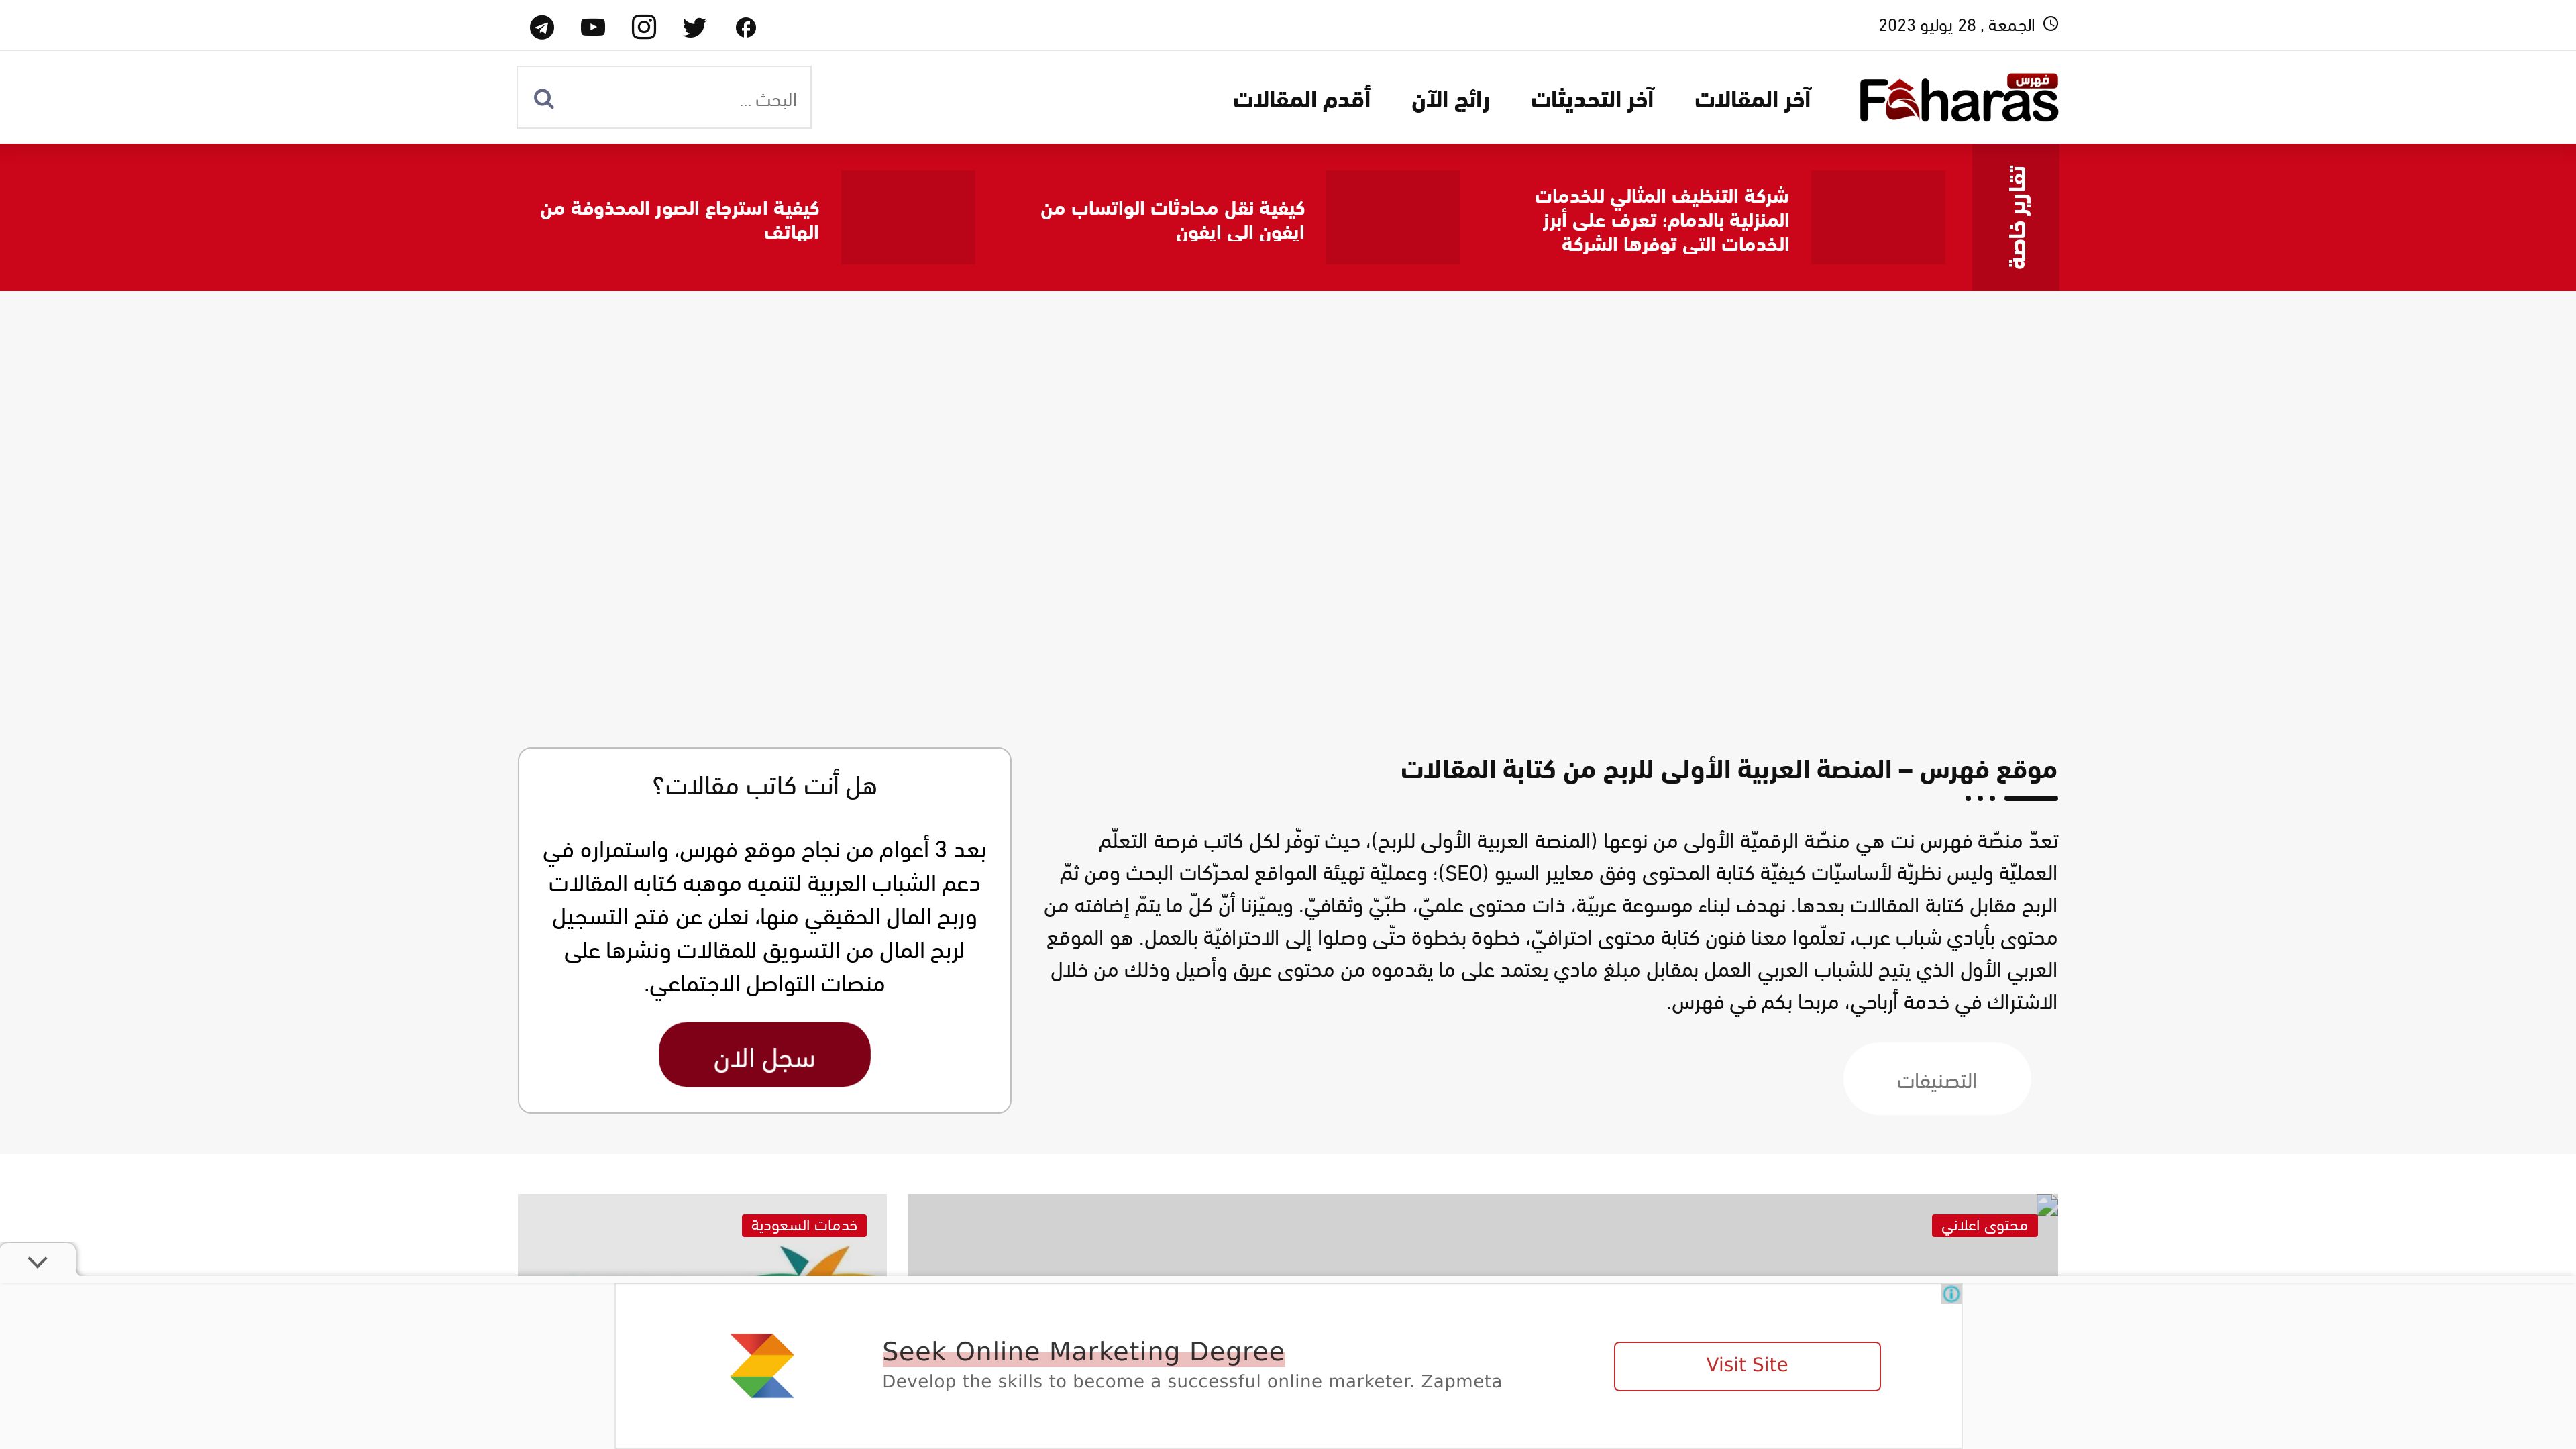 الجمعة , 28 يوليو 2023
فهرس
Faharas
آخر المقالات
آخر التحديثات
رائج الآن
أقدم المقالات
البحث ...
تقارير خاصة
شركة التنظيف المثالي للخدمات
المنزلية بالدمام؛ تعرف على أبرز
الخدمات التي توفرها الشركة
كيفية نقل محادثات الواتساب من
ايفون الى ايفون
كيفية استرجاع الصور المحذوفة من
الهاتف
موقع فهرس – المنصة العربية الأولى للربح من كتابة المقالات
تعدّ منصّة فهرس نت هي منصّة الرقميّة الأولى من نوعها (المنصة العربية الأولى للربح)، حيث توفّر لكل كاتب فرصة التعلّم
العمليّة وليس نظريّة لأساسيّات كيفيّة كتابة المحتوى وفق معايير السيو (SEO)؛ وعمليّة تهيئة المواقع لمحرّكات البحث ومن ثمّ
الربح مقابل كتابة المقالات بعدها. نهدف لبناء موسوعة عربيّة، ذات محتوى علميّ، طبّيّ وثقافيّ. ويميّزنا أنّ كلّ ما يتمّ إضافته من
محتوى بأيادي شباب عرب، تعلّموا معنا فنون كتابة محتوى احترافيّ، خطوة بخطوة حتّى وصلوا إلى الاحترافيّة بالعمل. هو الموقع
العربي الأول الذي يتيح للشباب العربي العمل بمقابل مبلغ مادي يعتمد على ما يقدموه من محتوى عريق وأصيل وذلك من خلال
الاشتراك في خدمة أرباحي، مربحا بكم في فهرس.
التصنيفات
هل أنت كاتب مقالات؟
بعد 3 أعوام من نجاح موقع فهرس، واستمراره في
دعم الشباب العربية لتنميه موهبه كتابه المقالات
وربح المال الحقيقي منها، نعلن عن فتح التسجيل
لربح المال من التسويق للمقالات ونشرها على
منصات التواصل الاجتماعي.
سجل الان
محتوى اعلاني
خدمات السعودية
Seek Online Marketing Degree
Develop the skills to become a successful online marketer. Zapmeta
Visit Site